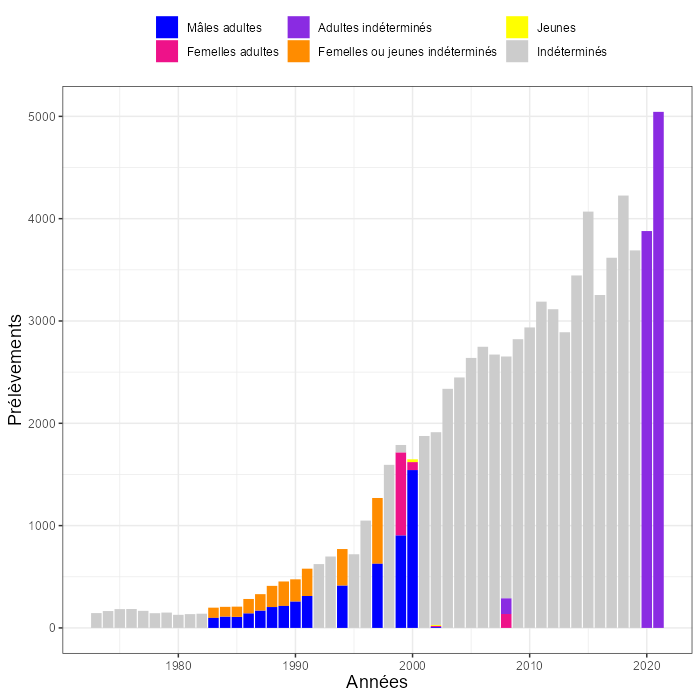 Mâles adultes
Adultes indéterminés
Jeunes
Femelles adultes
Femelles ou jeunes indéterminés
Indéterminés
Prélèvements
5000
4000
3000
2000
1000
0
1980
1990
2000
2010
2020
Années